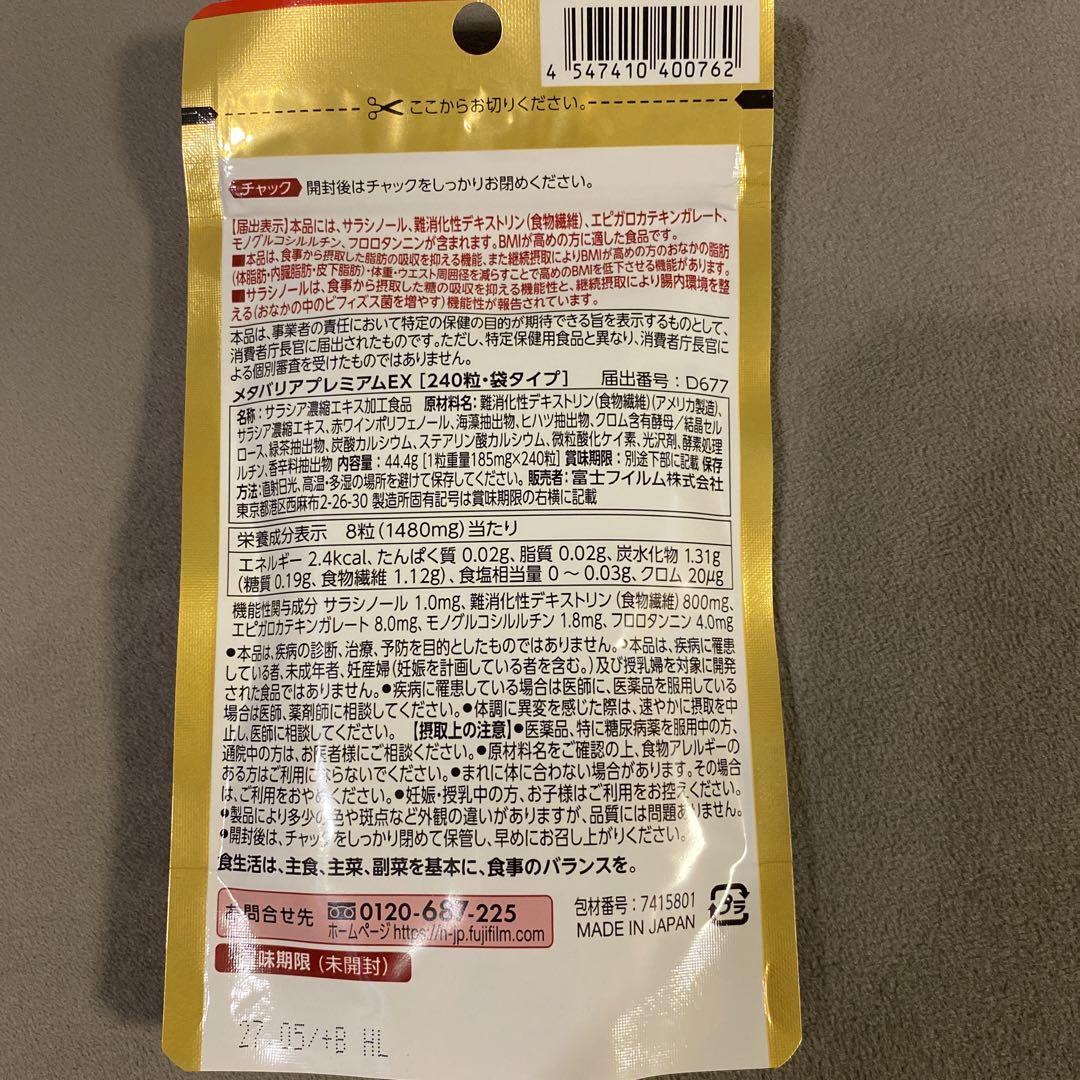 4 547410 400762
ここからお切りください。
チャック 開封後はチャックをしっかりお閉めください。
【届出表示】本品には、サラシノール、難消化性デキストリン(食物繊維)、エピガロカテキンガレート、
モノグルコシルルチン、フロロタンニンが含まれます。BMIが高めの方に適した食品です。
■本品は、食事から摂取した脂肪の吸収を抑える機能、また継続摂取によりBMIが高めの方のおなかの脂肪
(体脂肪・内臓脂肪・皮下脂肪)・体重・ウエスト周囲径を減らすことで高めのBMIを低下させる機能があります。
■サラシノールは、食事から摂取した糖の吸収を抑える機能性と、継続摂取により腸内環境を整
える(おなかの中のビフィズス菌を増やす)機能性が報告されています。
本品は、事業者の責任において特定の保健の目的が期待できる旨を表示するものとして、
消費者庁長官に届出されたものです。ただし、特定保健用食品と異なり、消費者庁長官に
よる個別審査を受けたものではありません。
メタバリアプレミアムEX [240粒・袋タイプ] 届出番号:D677
名称:サラシア濃縮エキス加工食品 原材料名:難消化性デキストリン(食物繊維)(アメリカ製造)、
サラシア濃縮エキス、赤ワインポリフェノール、海藻抽出物、ヒハツ抽出物、クロム含有酵母/結晶セル
ロース、緑茶抽出物、炭酸カルシウム、ステアリン酸カルシウム、微粒酸化ケイ素、光沢剤、酵素処理
ルチン、香辛料抽出物 内容量:44.4g [1粒重量185mg×240粒] 賞味期限:別途下部に記載 保存
方法:直射日光、高温・多湿の場所を避けて保存してください。 販売者:富士フイルム株式会社
東京都港区西麻布2-26-30 製造所固有記号は賞味期限の右横に記載
栄養成分表示 8粒(1480mg)当たり
エネルギー 2.4kcal、たんぱく質 0.02g、脂質 0.02g、炭水化物 1.31g
(糖質 0.19g、食物繊維 1.12g)、食塩相当量 0～0.03g、クロム 20μg
機能性関与成分 サラシノール 1.0mg、難消化性デキストリン(食物繊維) 800mg、
エピガロカテキンガレート 8.0mg、モノグルコシルルチン 1.8mg、フロロタンニン 4.0mg
●本品は、疾病の診断、治療、予防を目的としたものではありません。●本品は、疾病に罹患
している者、未成年者、妊産婦(妊娠を計画している者を含む。)及び授乳婦を対象に開発
された食品ではありません。●疾病に罹患している場合は医師に、医薬品を服用している
場合は医師、薬剤師に相談してください。●体調に異変を感じた際は、速やかに摂取を中
止し、医師に相談してください。 【摂取上の注意】●医薬品、特に糖尿病薬を服用中の方、
通院中の方は、お医者様にご相談ください。●原材料名をご確認の上、食物アレルギーの
ある方はご利用にならないでください。●まれに体に合わない場合があります。その場合
は、ご利用をおやめください。●妊娠・授乳中の方、お子様はご利用をお控えください。
●製品により多少の色や斑点など外観の違いがありますが、品質には問題ありません。
●開封後は、チャックをしっかり閉めて保管し、早めにお召し上がりください。
食生活は、主食、主菜、副菜を基本に、食事のバランスを。
お問合せ先 0120-687-225
ホームページ https://h-jp.fujifilm.com
包材番号:7415801
MADE IN JAPAN
プラ
賞味期限 (未開封)
27.05/+B HL